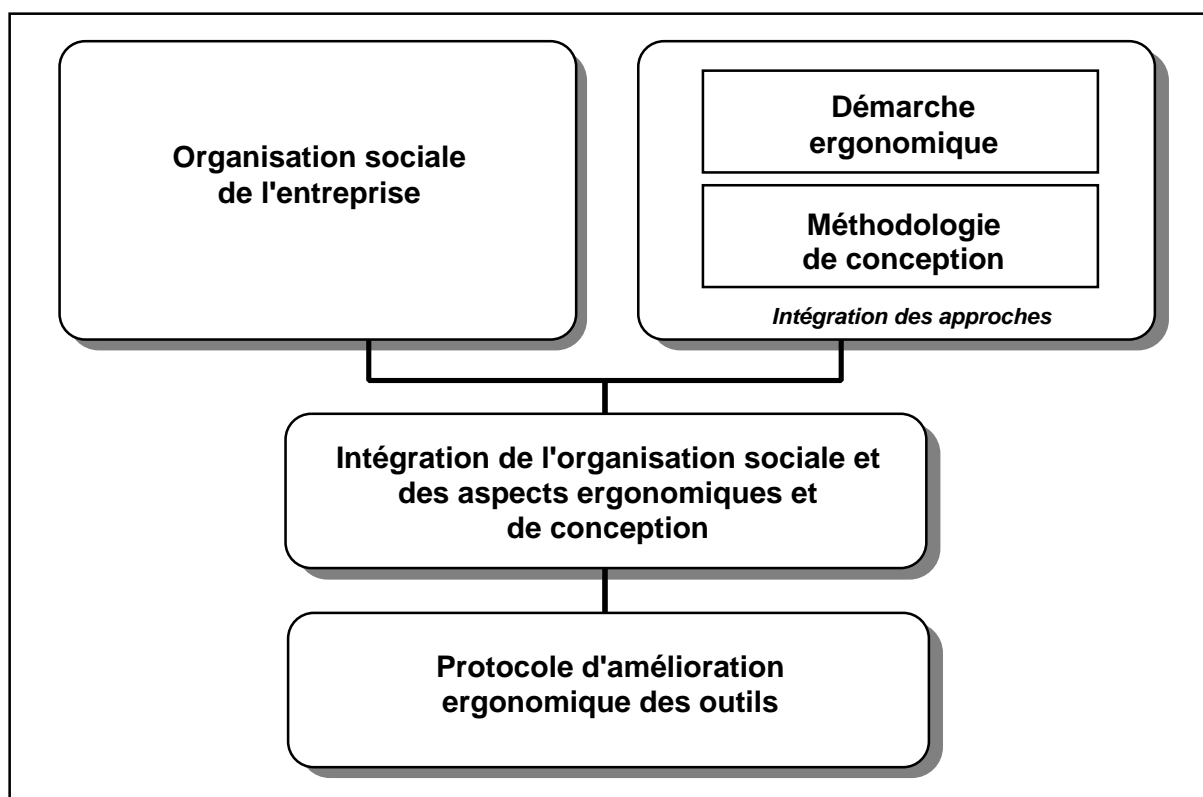 Organisation sociale
de l'entreprise
Démarche
ergonomique
Méthodologie
de conception
Intégration des approches
Intégration de l'organisation sociale et
des aspects ergonomiques et
de conception
Protocole d'amélioration
ergonomique des outils